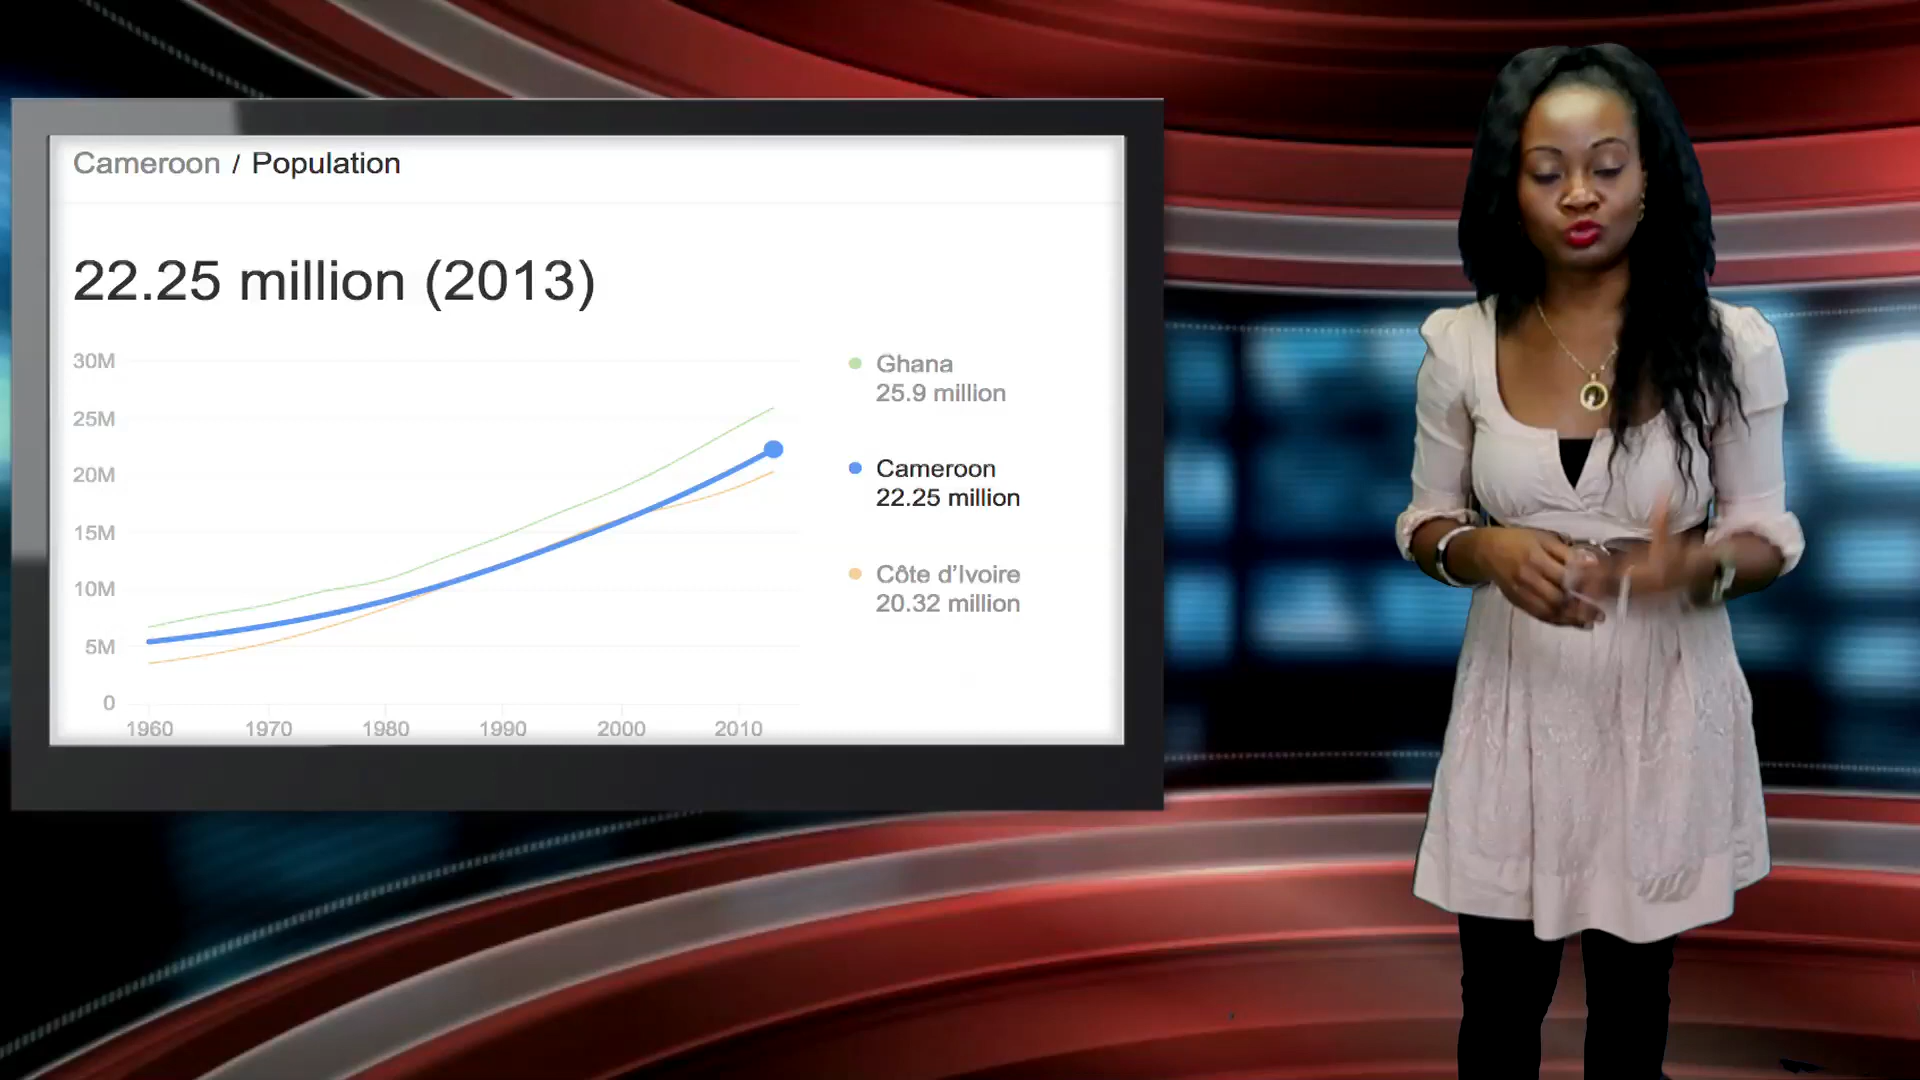 Cameroon / Population
22.25 million (2013)
30M
25M
20M
15M
10M
5M
0
1960 1970 1980 1990 2000 2010
Ghana
25.9 million
Cameroon
22.25 million
Côte d’Ivoire
20.32 million